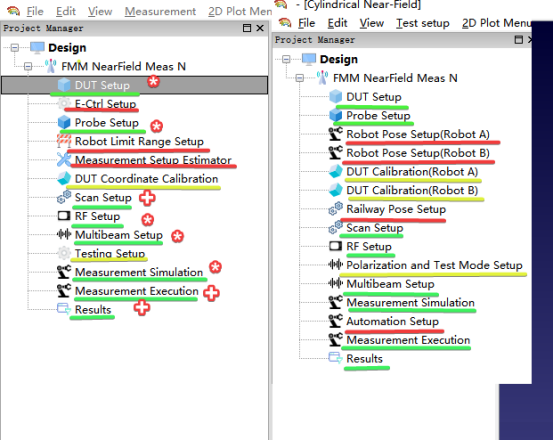 File Edit View Measurement 2D Plot
Project Manager
Design
FMM NearField Meas N
DUT Setup
E-Ctrl Setup
Probe Setup
Robot Limit Range Setup
Measurement Setup Estimator
DUT Coordinate Calibration
Scan Setup
RF Setup
Multibeam Setup
Testing Setup
Measurement Simulation
Measurement Execution
Results
- [Cylindrical Near-Field]
File Edit View Test setup 2D Plot Menu
Project Manager
Design
FMM NearField Meas N
DUT Setup
Probe Setup
Robot Pose Setup(Robot A)
Robot Pose Setup(Robot B)
DUT Calibration(Robot A)
DUT Calibration(Robot B)
Railway Pose Setup
Scan Setup
RF Setup
Polarization and Test Mode Setup
Multibeam Setup
Measurement Simulation
Automation Setup
Measurement Execution
Results